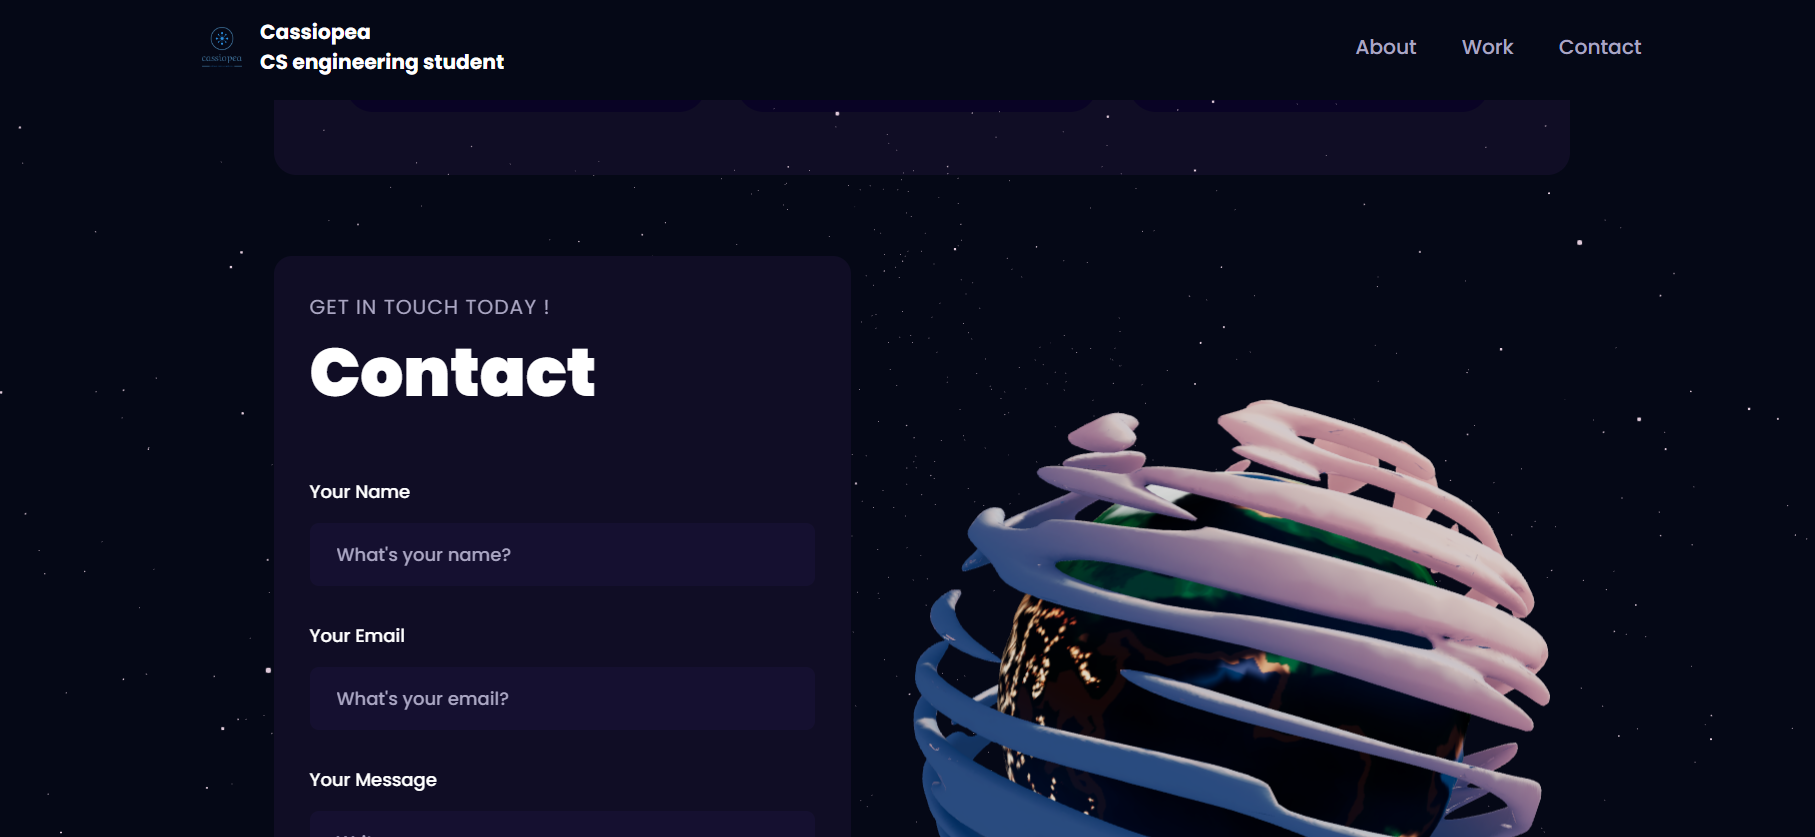 cassiopea
Cassiopea
CS engineering student
About Work Contact
GET IN TOUCH TODAY !
Contact
Your Name
What's your name?
Your Email
What's your email?
Your Message